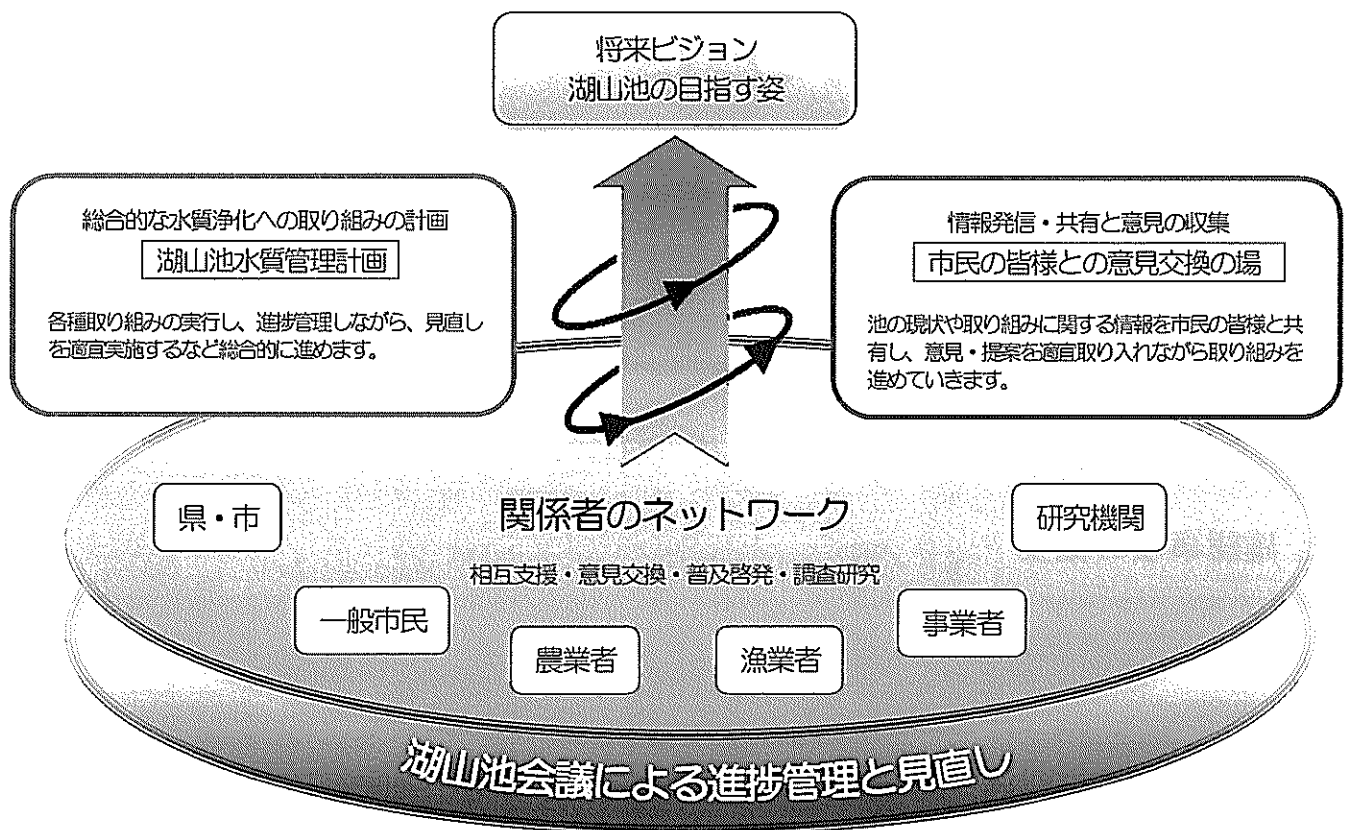 将来ビジョン
湖山池の目指す姿
総合的な水質浄化への取り組みの計画
湖山池水質管理計画
各種取り組みの実行し、進捗管理しながら、見直し
を適宜実施するなど総合的に進めます。
情報発信・共有と意見の収集
市民の皆様との意見交換の場
池の現状や取り組みに関する情報を市民の皆様と共
有し、意見・提案を適宜取り入れながら取り組みを
進めていきます。
県・市
関係者のネットワーク
研究機関
相互支援・意見交換・普及啓発・調査研究
一般市民
農業者
漁業者
事業者
湖山池会議による進捗管理と見直し